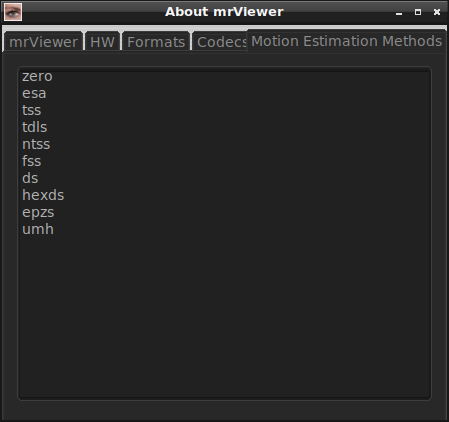 About mrViewer
mrViewer HW Formats Codecs Motion Estimation Methods
zero
esa
tss
tdls
ntss
fss
ds
hexds
epzs
umh